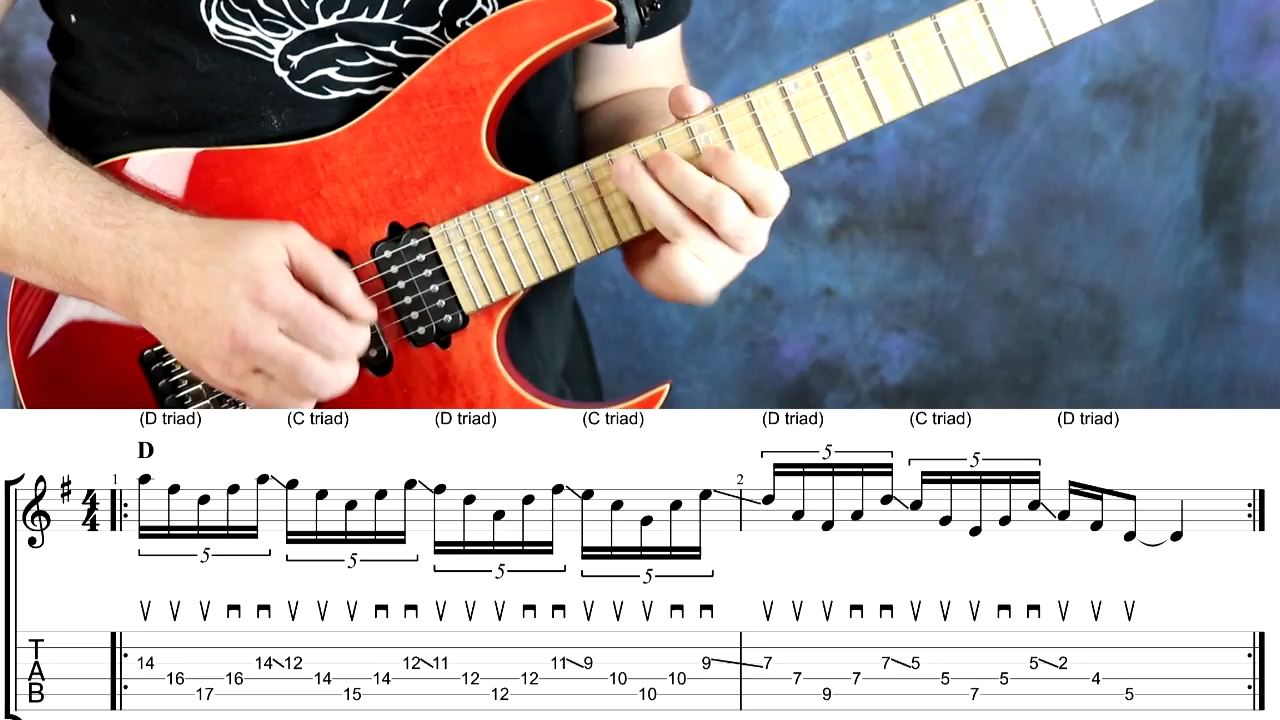 (D triad) (C triad) (D triad) (C triad) (D triad) (C triad) (D triad)
D
5 5
1 2
4
4
5 5 5 5
T 14 14 12 12 11 11 9 9 7 7 5 5 2
A 16 16 14 14 12 12 10 10 7 7 5 5 4
B 17 15 12 10 9 7 5